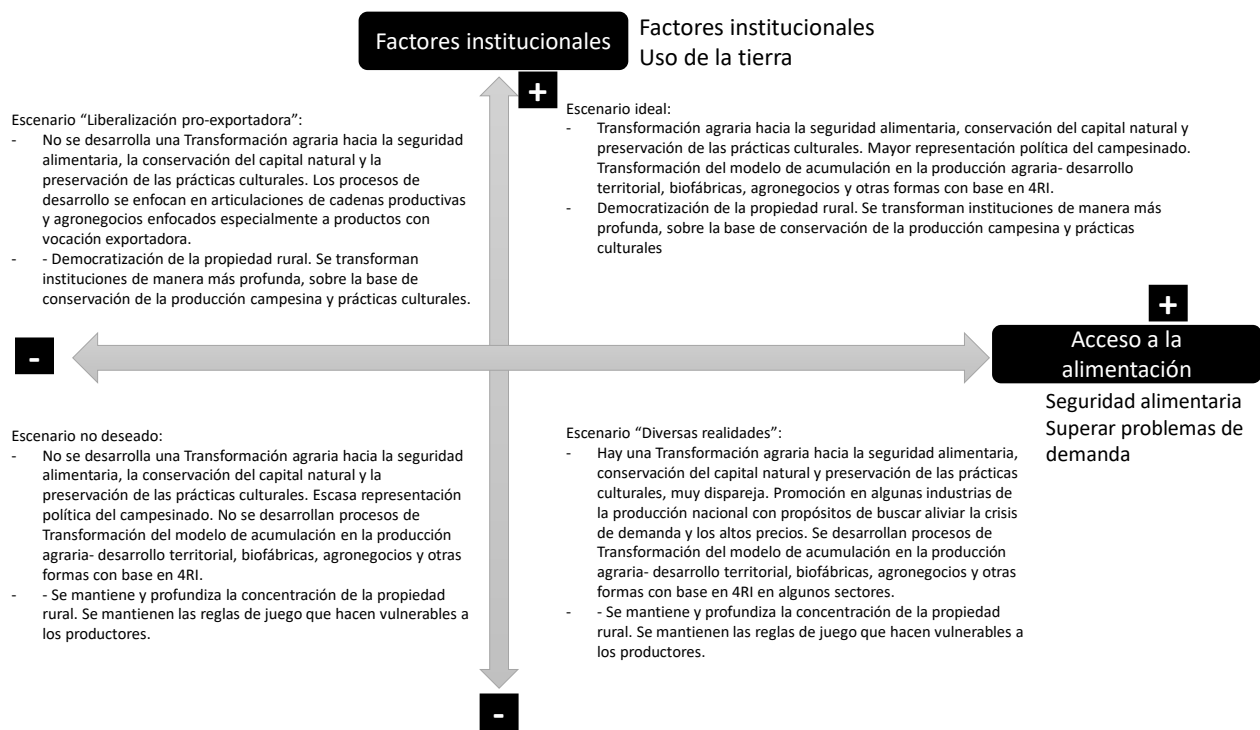 Factores institucionales
Factores institucionales
Uso de la tierra
+
Escenario “Liberalización pro-exportadora”:
- No se desarrolla una Transformación agraria hacia la seguridad
alimentaria, la conservación del capital natural y la
preservación de las prácticas culturales. Los procesos de
desarrollo se enfocan en articulaciones de cadenas productivas
y agronegocios enfocados especialmente a productos con
vocación exportadora.
- - Democratización de la propiedad rural. Se transforman
instituciones de manera más profunda, sobre la base de
conservación de la producción campesina y prácticas culturales.
Escenario ideal:
- Transformación agraria hacia la seguridad alimentaria, conservación del capital natural y
preservación de las prácticas culturales. Mayor representación política del campesinado.
Transformación del modelo de acumulación en la producción agraria- desarrollo
territorial, biofábricas, agronegocios y otras formas con base en 4RI.
- Democratización de la propiedad rural. Se transforman instituciones de manera más
profunda, sobre la base de conservación de la producción campesina y prácticas
culturales
+
-
Acceso a la
alimentación
Seguridad alimentaria
Superar problemas de
demanda
Escenario no deseado:
- No se desarrolla una Transformación agraria hacia la seguridad
alimentaria, la conservación del capital natural y la
preservación de las prácticas culturales. Escasa representación
política del campesinado. No se desarrollan procesos de
Transformación del modelo de acumulación en la producción
agraria- desarrollo territorial, biofábricas, agronegocios y otras
formas con base en 4RI.
- - Se mantiene y profundiza la concentración de la propiedad
rural. Se mantienen las reglas de juego que hacen vulnerables a
los productores.
Escenario “Diversas realidades”:
- Hay una Transformación agraria hacia la seguridad alimentaria,
conservación del capital natural y preservación de las prácticas
culturales, muy dispareja. Promoción en algunas industrias de
la producción nacional con propósitos de buscar aliviar la crisis
de demanda y los altos precios. Se desarrollan procesos de
Transformación del modelo de acumulación en la producción
agraria- desarrollo territorial, biofábricas, agronegocios y otras
formas con base en 4RI en algunos sectores.
- - Se mantiene y profundiza la concentración de la propiedad
rural. Se mantienen las reglas de juego que hacen vulnerables a
los productores.
-